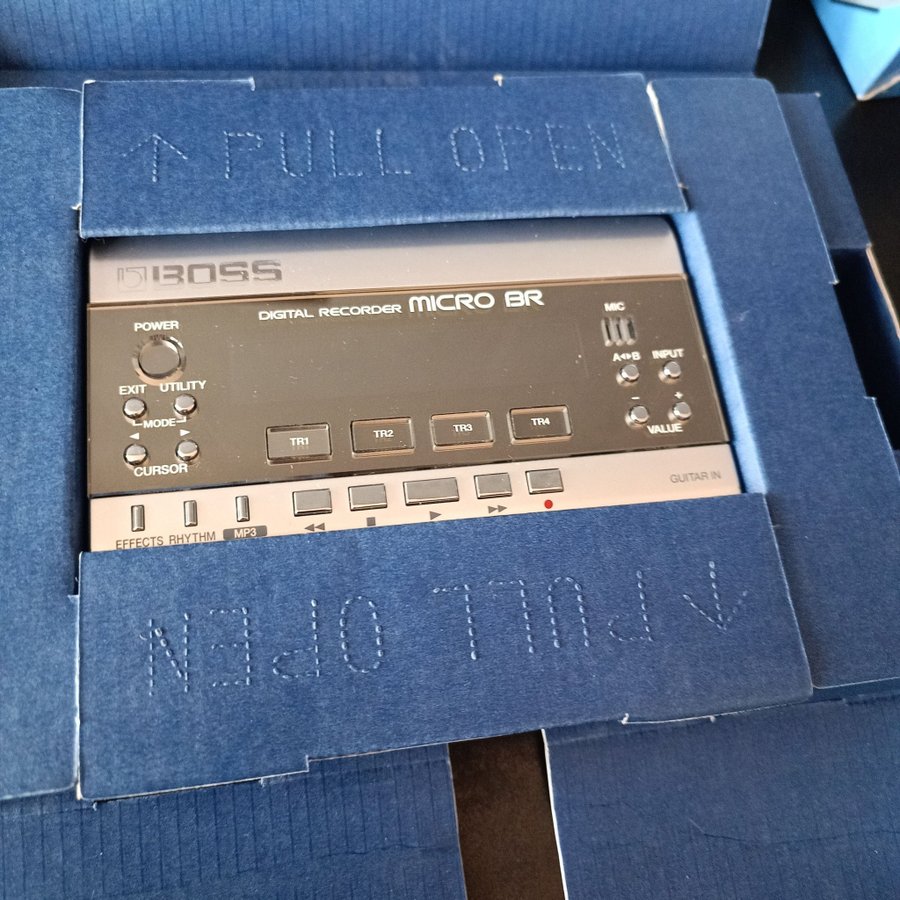 ↑ PULL OPEN
BOSS
DIGITAL RECORDER MICRO BR
POWER
MIC
A↔B INPUT
EXIT UTILITY
MODE
- +
VALUE
CURSOR
TR1 TR2 TR3 TR4
GUITAR IN
EFFECTS RHYTHM MP3
↑ PULL OPEN